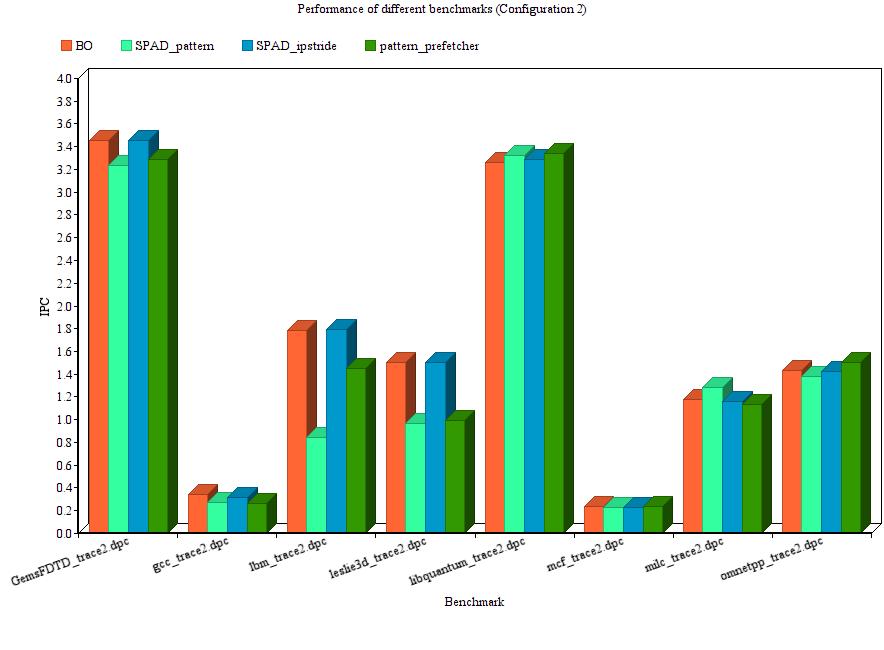 Performance of different benchmarks (Configuration 2)
BO SPAD_pattern SPAD_ipstride pattern_prefetcher
4.0
3.8
3.6
3.4
3.2
3.0
2.8
2.6
2.4
2.2
2.0
1.8
1.6
1.4
1.2
1.0
0.8
0.6
0.4
0.2
0.0
IPC
GemsFDTD_trace2.dpc
gcc_trace2.dpc
lbm_trace2.dpc
leslie3d_trace2.dpc
libquantum_trace2.dpc
mcf_trace2.dpc
milc_trace2.dpc
omnetpp_trace2.dpc
Benchmark